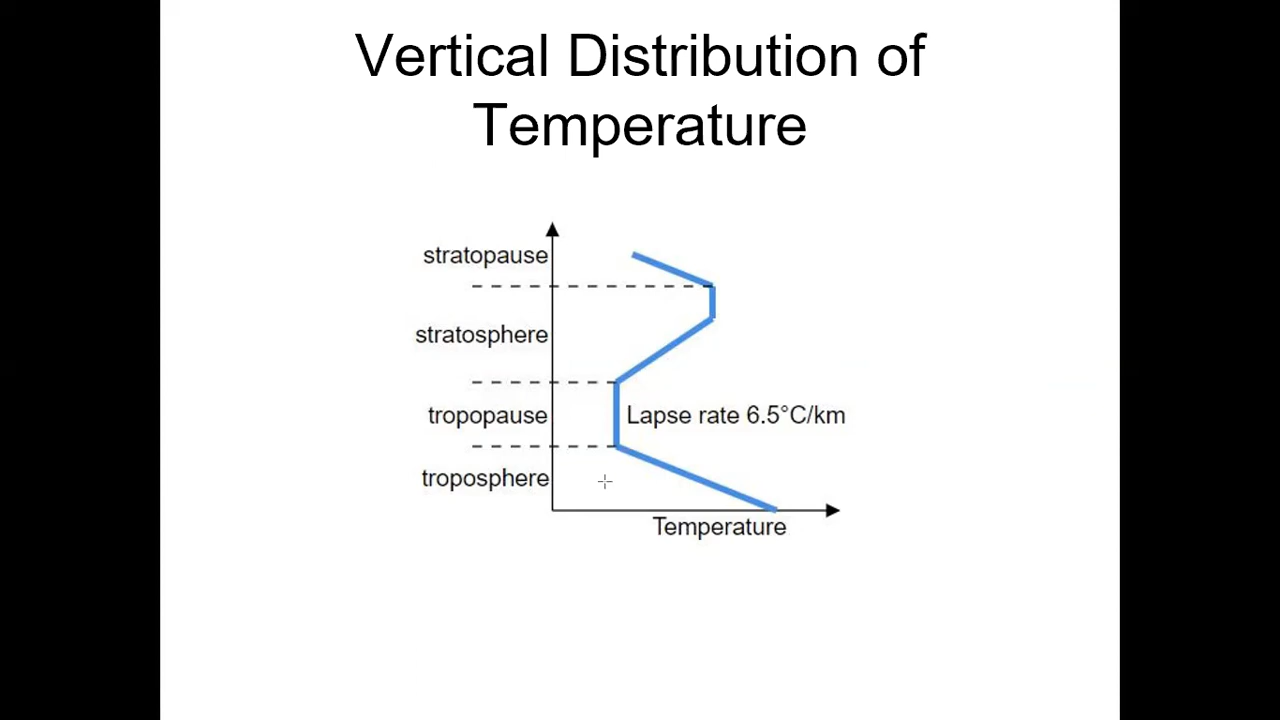 Vertical Distribution of
Temperature
stratopause
stratosphere
tropopause
Lapse rate 6.5°C/km
troposphere
Temperature